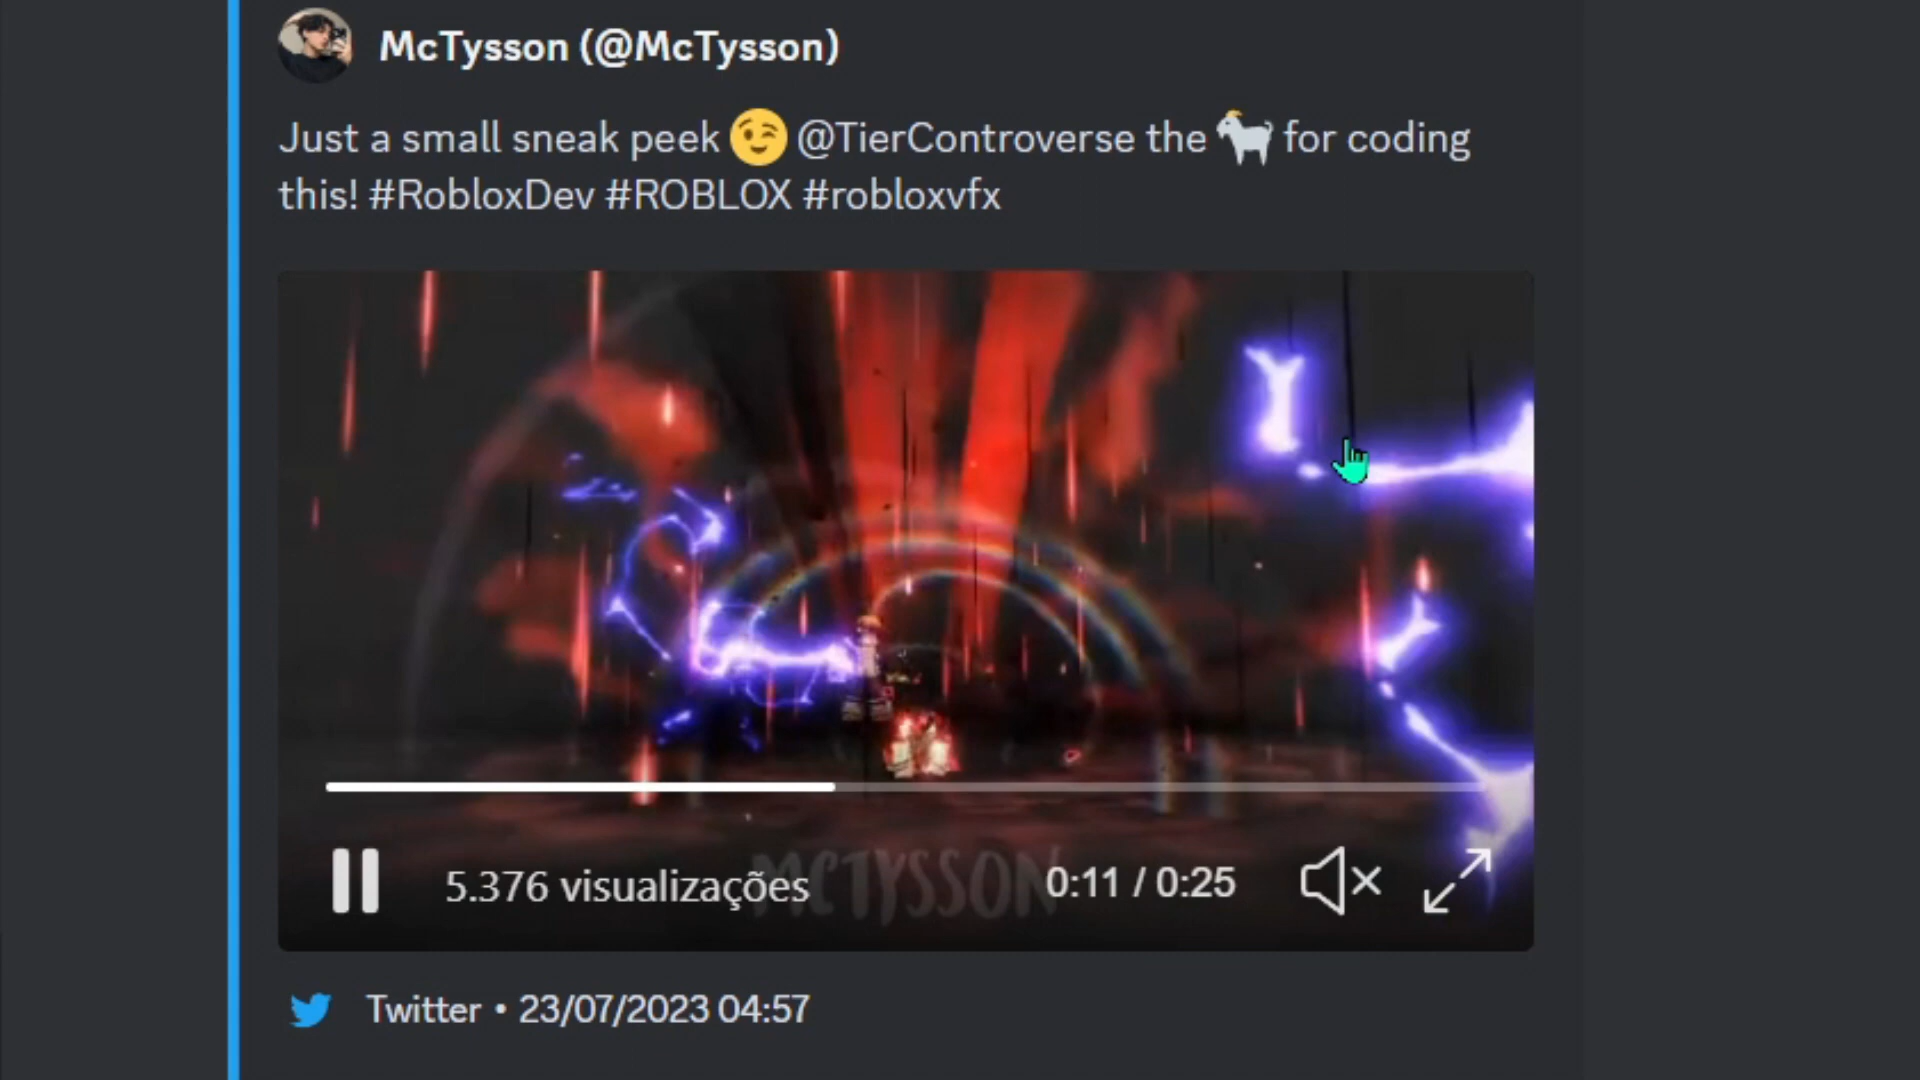 McTysson (@McTysson)
Just a small sneak peek 😉 @TierControverse the 🐐 for coding
this! #RobloxDev #ROBLOX #robloxvfx
MCTYSSON
5.376 visualizações 0:11 / 0:25
Twitter • 23/07/2023 04:57